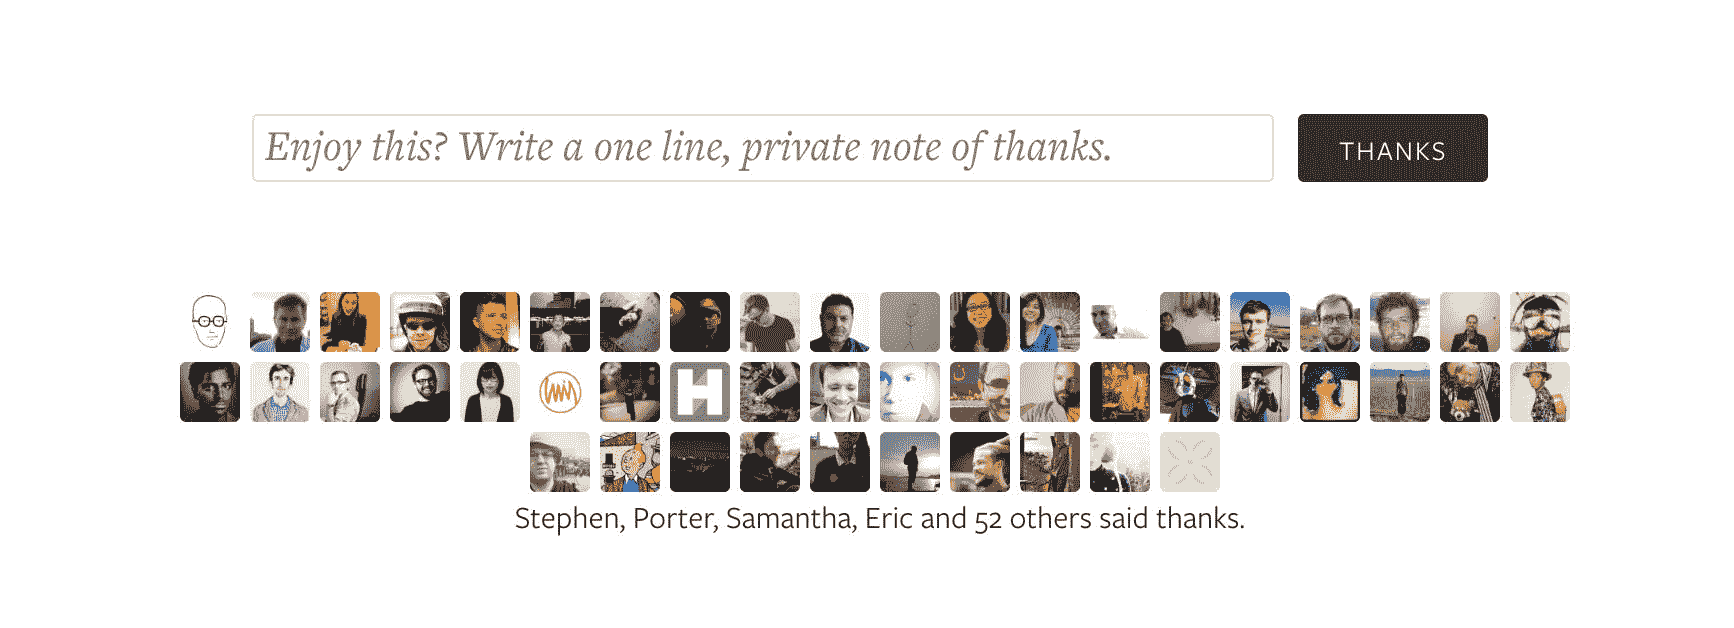 Enjoy this? Write a one line, private note of thanks.
THANKS
H
Stephen, Porter, Samantha, Eric and 52 others said thanks.